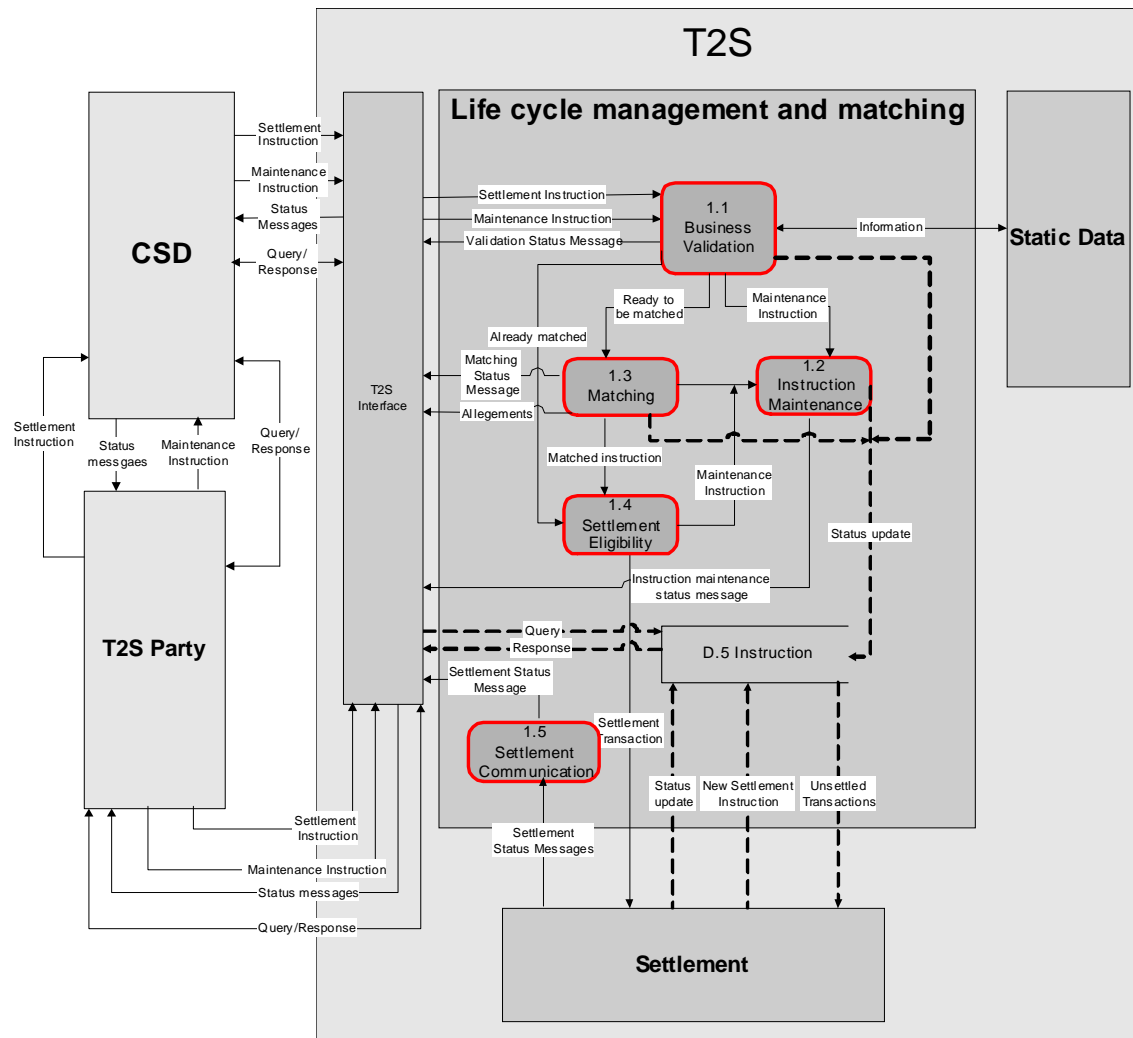 T2S
Life cycle management and matching
CSD
Settlement
Instruction
Maintenance
Instruction
Status
Messages
Query/
Response
Settlement Instruction
Maintenance Instruction
Validation Status Message
1.1
Business
Validation
Information
Static Data
Ready to
be matched
Maintenance
Instruction
Already matched
Matching
Status
Message
Allegements
1.3
Matching
1.2
Instruction
Maintenance
T2S
Interface
Settlement
Instruction
Status
messgaes
Maintenance
Instruction
Query/
Response
Matched instruction
Maintenance
Instruction
1.4
Settlement
Eligibility
Status update
Instruction maintenance
status message
T2S Party
Query
Response
D.5 Instruction
Settlement Status
Message
1.5
Settlement
Communication
Settlement
Transaction
Status
update
New Settlement
Instruction
Unsettled
Transactions
Settlement
Instruction
Settlement
Status Messages
Maintenance Instruction
Status messages
Query/Response
Settlement